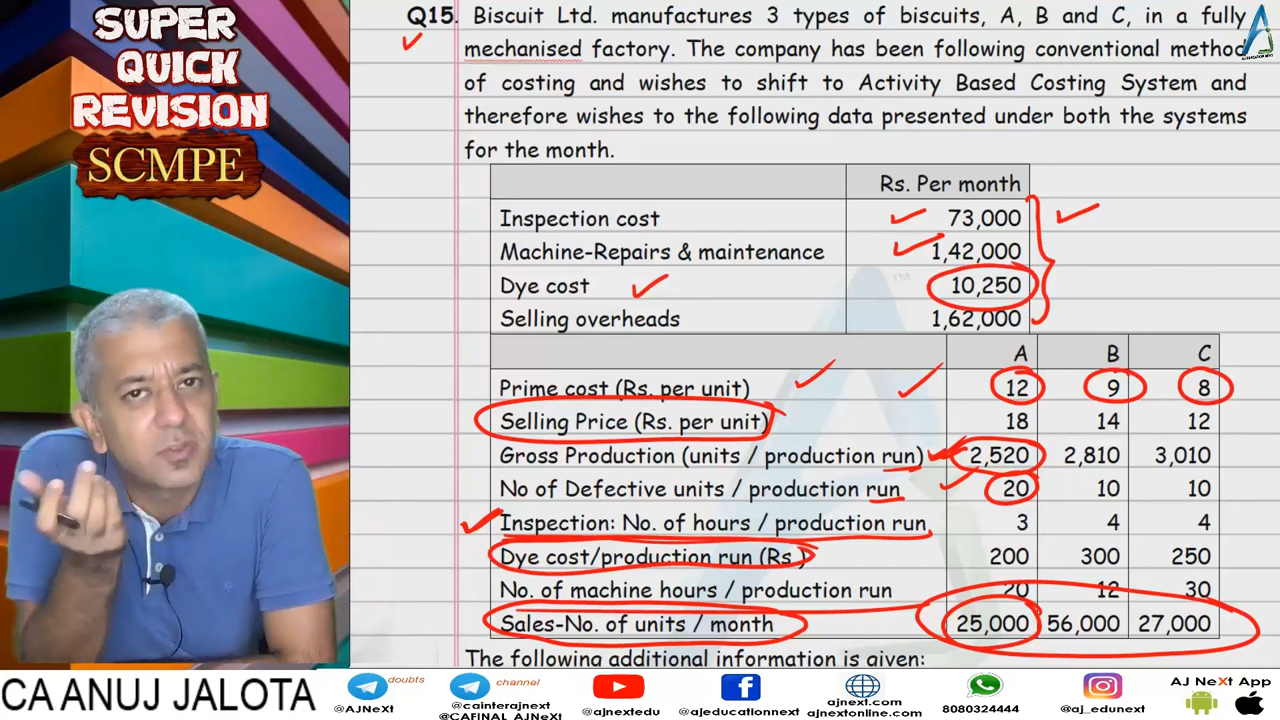 SUPER
QUICK
REVISION
SCMPE
Q15. Biscuit Ltd. manufactures 3 types of biscuits, A, B and C, in a fully
mechanised factory. The company has been following conventional method
of costing and wishes to shift to Activity Based Costing System and
therefore wishes to the following data presented under both the systems
for the month.
Rs. Per month
Inspection cost 73,000
Machine-Repairs & maintenance 1,42,000
Dye cost 10,250
Selling overheads 1,62,000
A B C
Prime cost (Rs. per unit) 12 9 8
Selling Price (Rs. per unit) 18 14 12
Gross Production (units / production run) 2,520 2,810 3,010
No of Defective units / production run 20 10 10
Inspection: No. of hours / production run 3 4 4
Dye cost/production run (Rs.) 200 300 250
No. of machine hours / production run 20 12 30
Sales-No. of units / month 25,000 56,000 27,000
The following additional information is given:
TM
CA ANUJ JALOTA
doubts
@AJNeXt
channel
@cainterajnext
@CAFINAL_AJNeXt
@ajnextedu
@ajeducationnext
ajnext.com
ajnextonline.com
8080324444
@aj_edunext
AJ NeXt App